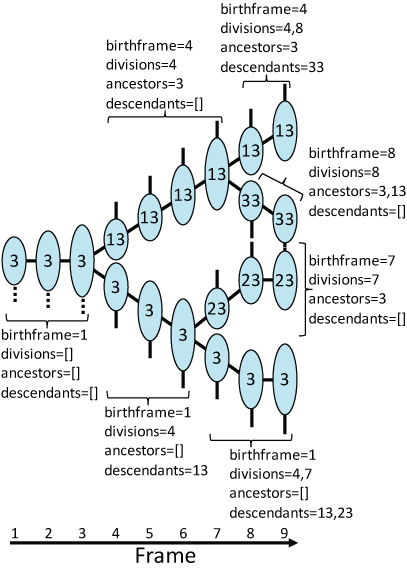 birthframe=4
divisions=4,8
ancestors=3
descendants=33
birthframe=4
divisions=4
ancestors=3
descendants=[]
13
13
13
13
13
13
birthframe=8
divisions=8
ancestors=3,13
descendants=[]
33
33
3
3
3
birthframe=7
divisions=7
ancestors=3
descendants=[]
23
23
23
3
3
3
3
3
3
birthframe=1
divisions=[]
ancestors=[]
descendants=[]
birthframe=1
divisions=4
ancestors=[]
descendants=13
birthframe=1
divisions=4,7
ancestors=[]
descendants=13,23
1 2 3 4 5 6 7 8 9
Frame